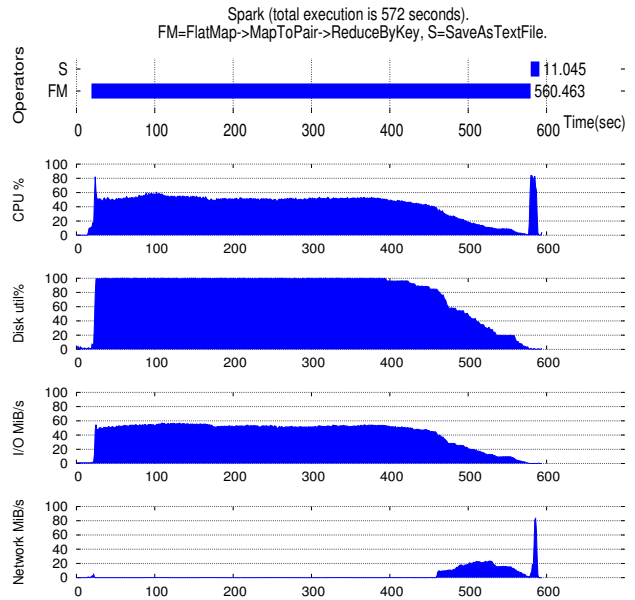 Spark (total execution is 572 seconds).
FM=FlatMap->MapToPair->ReduceByKey, S=SaveAsTextFile.
Operators
S
11.045
FM
560.463
0 100 200 300 400 500 600 Time(sec)
CPU %
100
80
60
40
20
0
0 100 200 300 400 500 600
Disk util%
100
80
60
40
20
0
0 100 200 300 400 500 600
I/O MiB/s
100
80
60
40
20
0
0 100 200 300 400 500 600
Network MiB/s
100
80
60
40
20
0
0 100 200 300 400 500 600